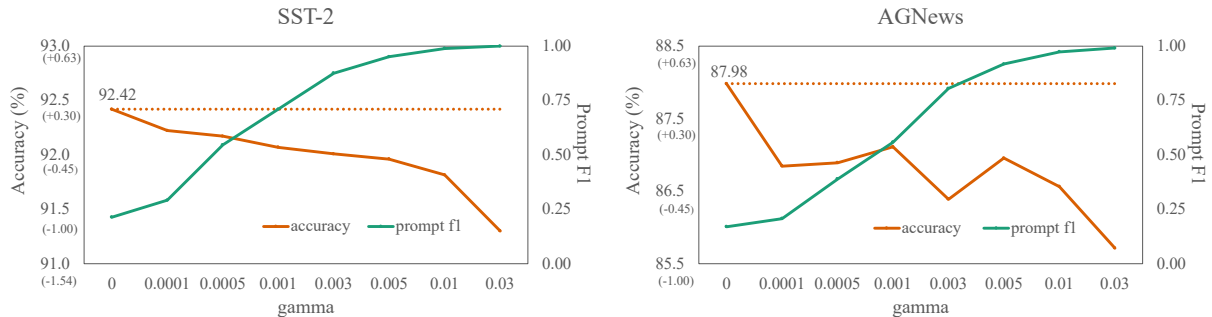 SST-2
Accuracy (%)
93.0
(+0.63)
92.5
(+0.30)
92.0
(-0.45)
91.5
(-1.00)
91.0
(-1.54)
92.42
accuracy
prompt f1
1.00
0.75
0.50
0.25
0.00
Prompt F1
0 0.0001 0.0005 0.001 0.003 0.005 0.01 0.03
gamma
AGNews
Accuracy (%)
88.5
(+0.63)
87.5
(+0.30)
86.5
(-0.45)
85.5
(-1.00)
87.98
accuracy
prompt f1
1.00
0.75
0.50
0.25
0.00
Prompt F1
0 0.0001 0.0005 0.001 0.003 0.005 0.01 0.03
gamma